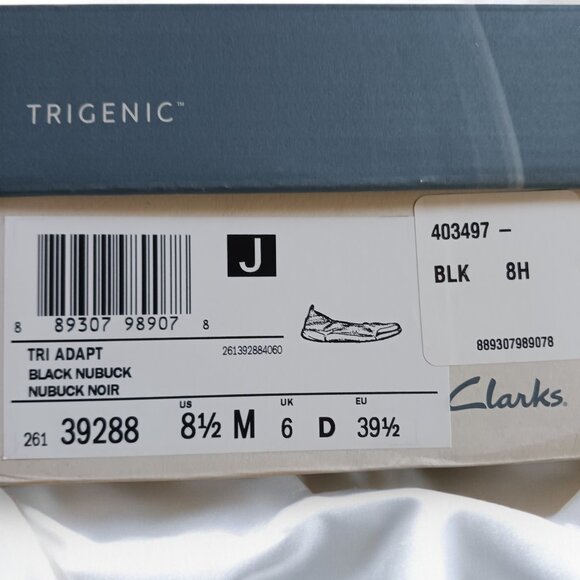 TRIGENIC™
8 89307 98907 8
J
TRI ADAPT
261392884060
BLACK NUBUCK
NUBUCK NOIR
US UK EU
261 39288 8½ M 6 D 39½
403497 –
BLK 8H
889307989078
Clarks.